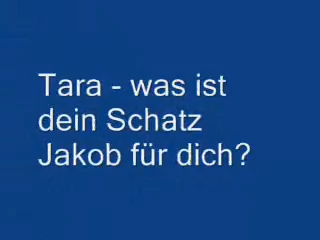 Tara - was ist
dein Schatz
Jakob für dich?